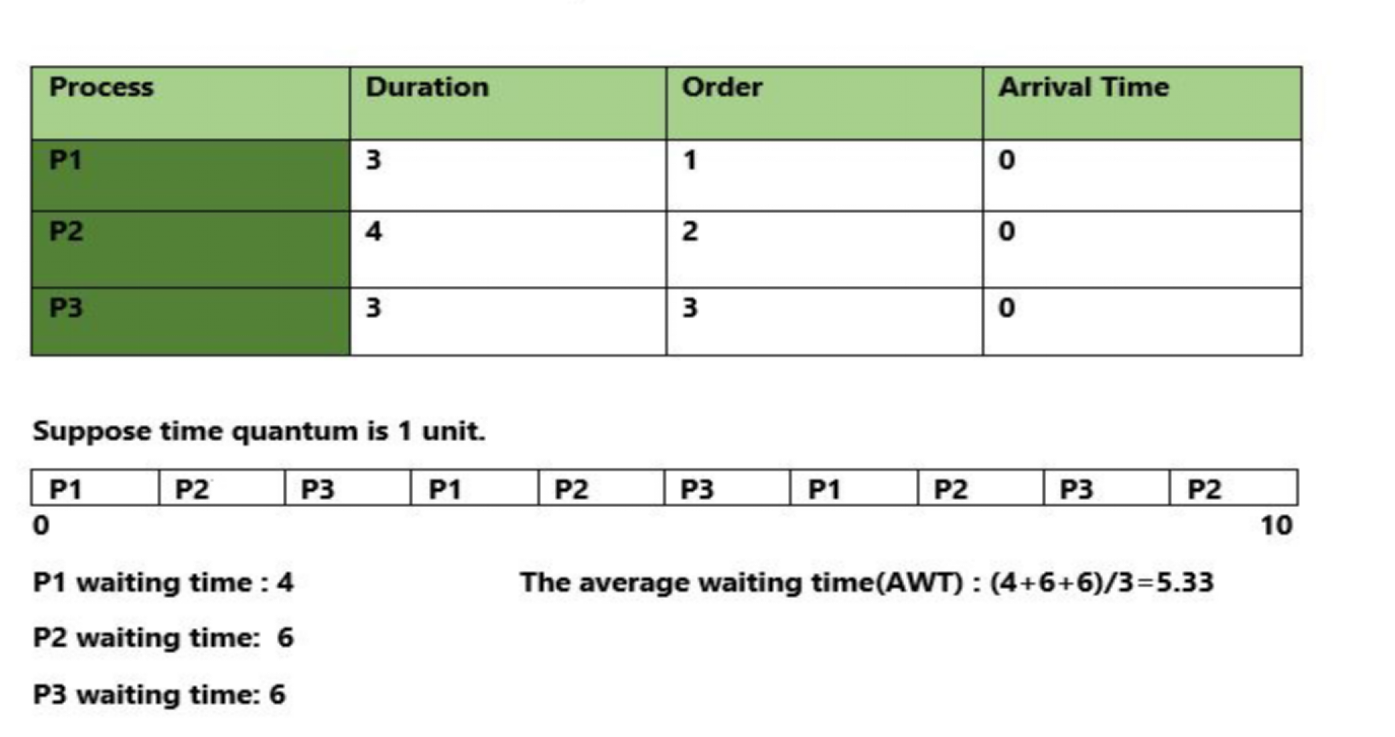 Process Duration Order Arrival Time
P1 3 1 0
P2 4 2 0
P3 3 3 0
Suppose time quantum is 1 unit.
P1 P2 P3 P1 P2 P3 P1 P2 P3 P2
0 10
P1 waiting time : 4 The average waiting time(AWT) : (4+6+6)/3=5.33
P2 waiting time: 6
P3 waiting time: 6